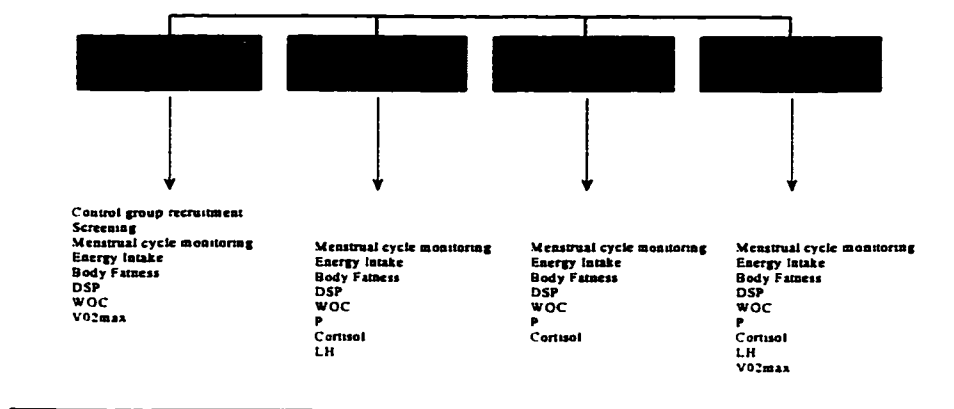 Control group recruitment
Screening
Menstrual cycle monitoring
Energy Intake
Body Fatness
DSP
WOC
V02max
Menstrual cycle monitoring
Energy Intake
Body Fatness
DSP
WOC
P
Cortisol
LH
Menstrual cycle monitoring
Energy Intake
Body Fatness
DSP
WOC
P
Cortisol
Menstrual cycle monitoring
Energy Intake
Body Fatness
DSP
WOC
P
Cortisol
LH
V02max